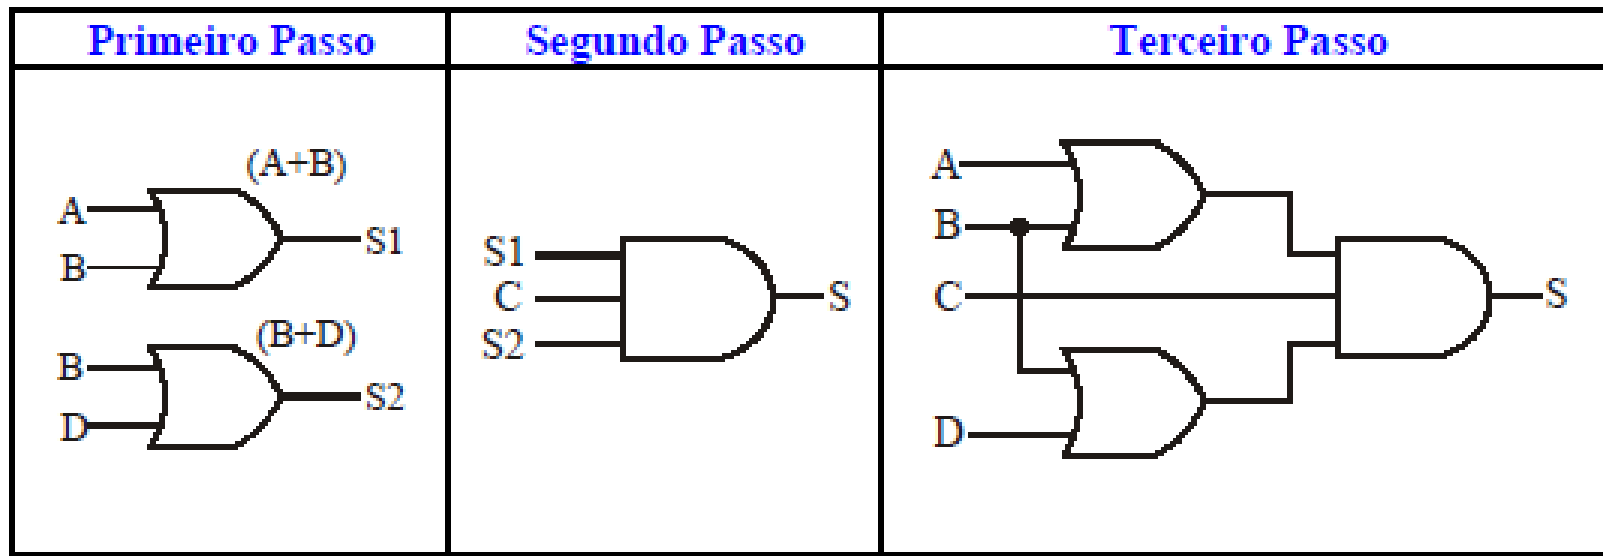 Primeiro Passo
Segundo Passo
Terceiro Passo
(A+B)
A
B
S1
(B+D)
B
D
S2
S1
C
S2
S
A
B
C
D
S